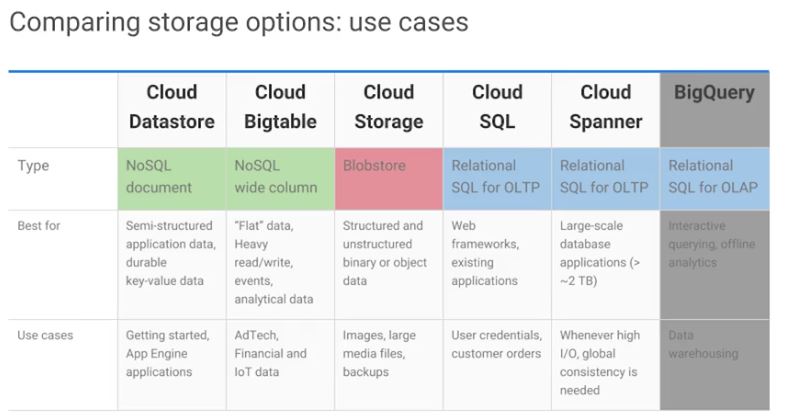 Comparing storage options: use cases
Cloud Datastore
Cloud Bigtable
Cloud Storage
Cloud SQL
Cloud Spanner
BigQuery
Type
NoSQL document
NoSQL wide column
Blobstore
Relational SQL for OLTP
Relational SQL for OLTP
Relational SQL for OLAP
Best for
Semi-structured application data, durable key-value data
“Flat” data, Heavy read/write, events, analytical data
Structured and unstructured binary or object data
Web frameworks, existing applications
Large-scale database applications (> ~2 TB)
Interactive querying, offline analytics
Use cases
Getting started, App Engine applications
AdTech, Financial and IoT data
Images, large media files, backups
User credentials, customer orders
Whenever high I/O, global consistency is needed
Data warehousing